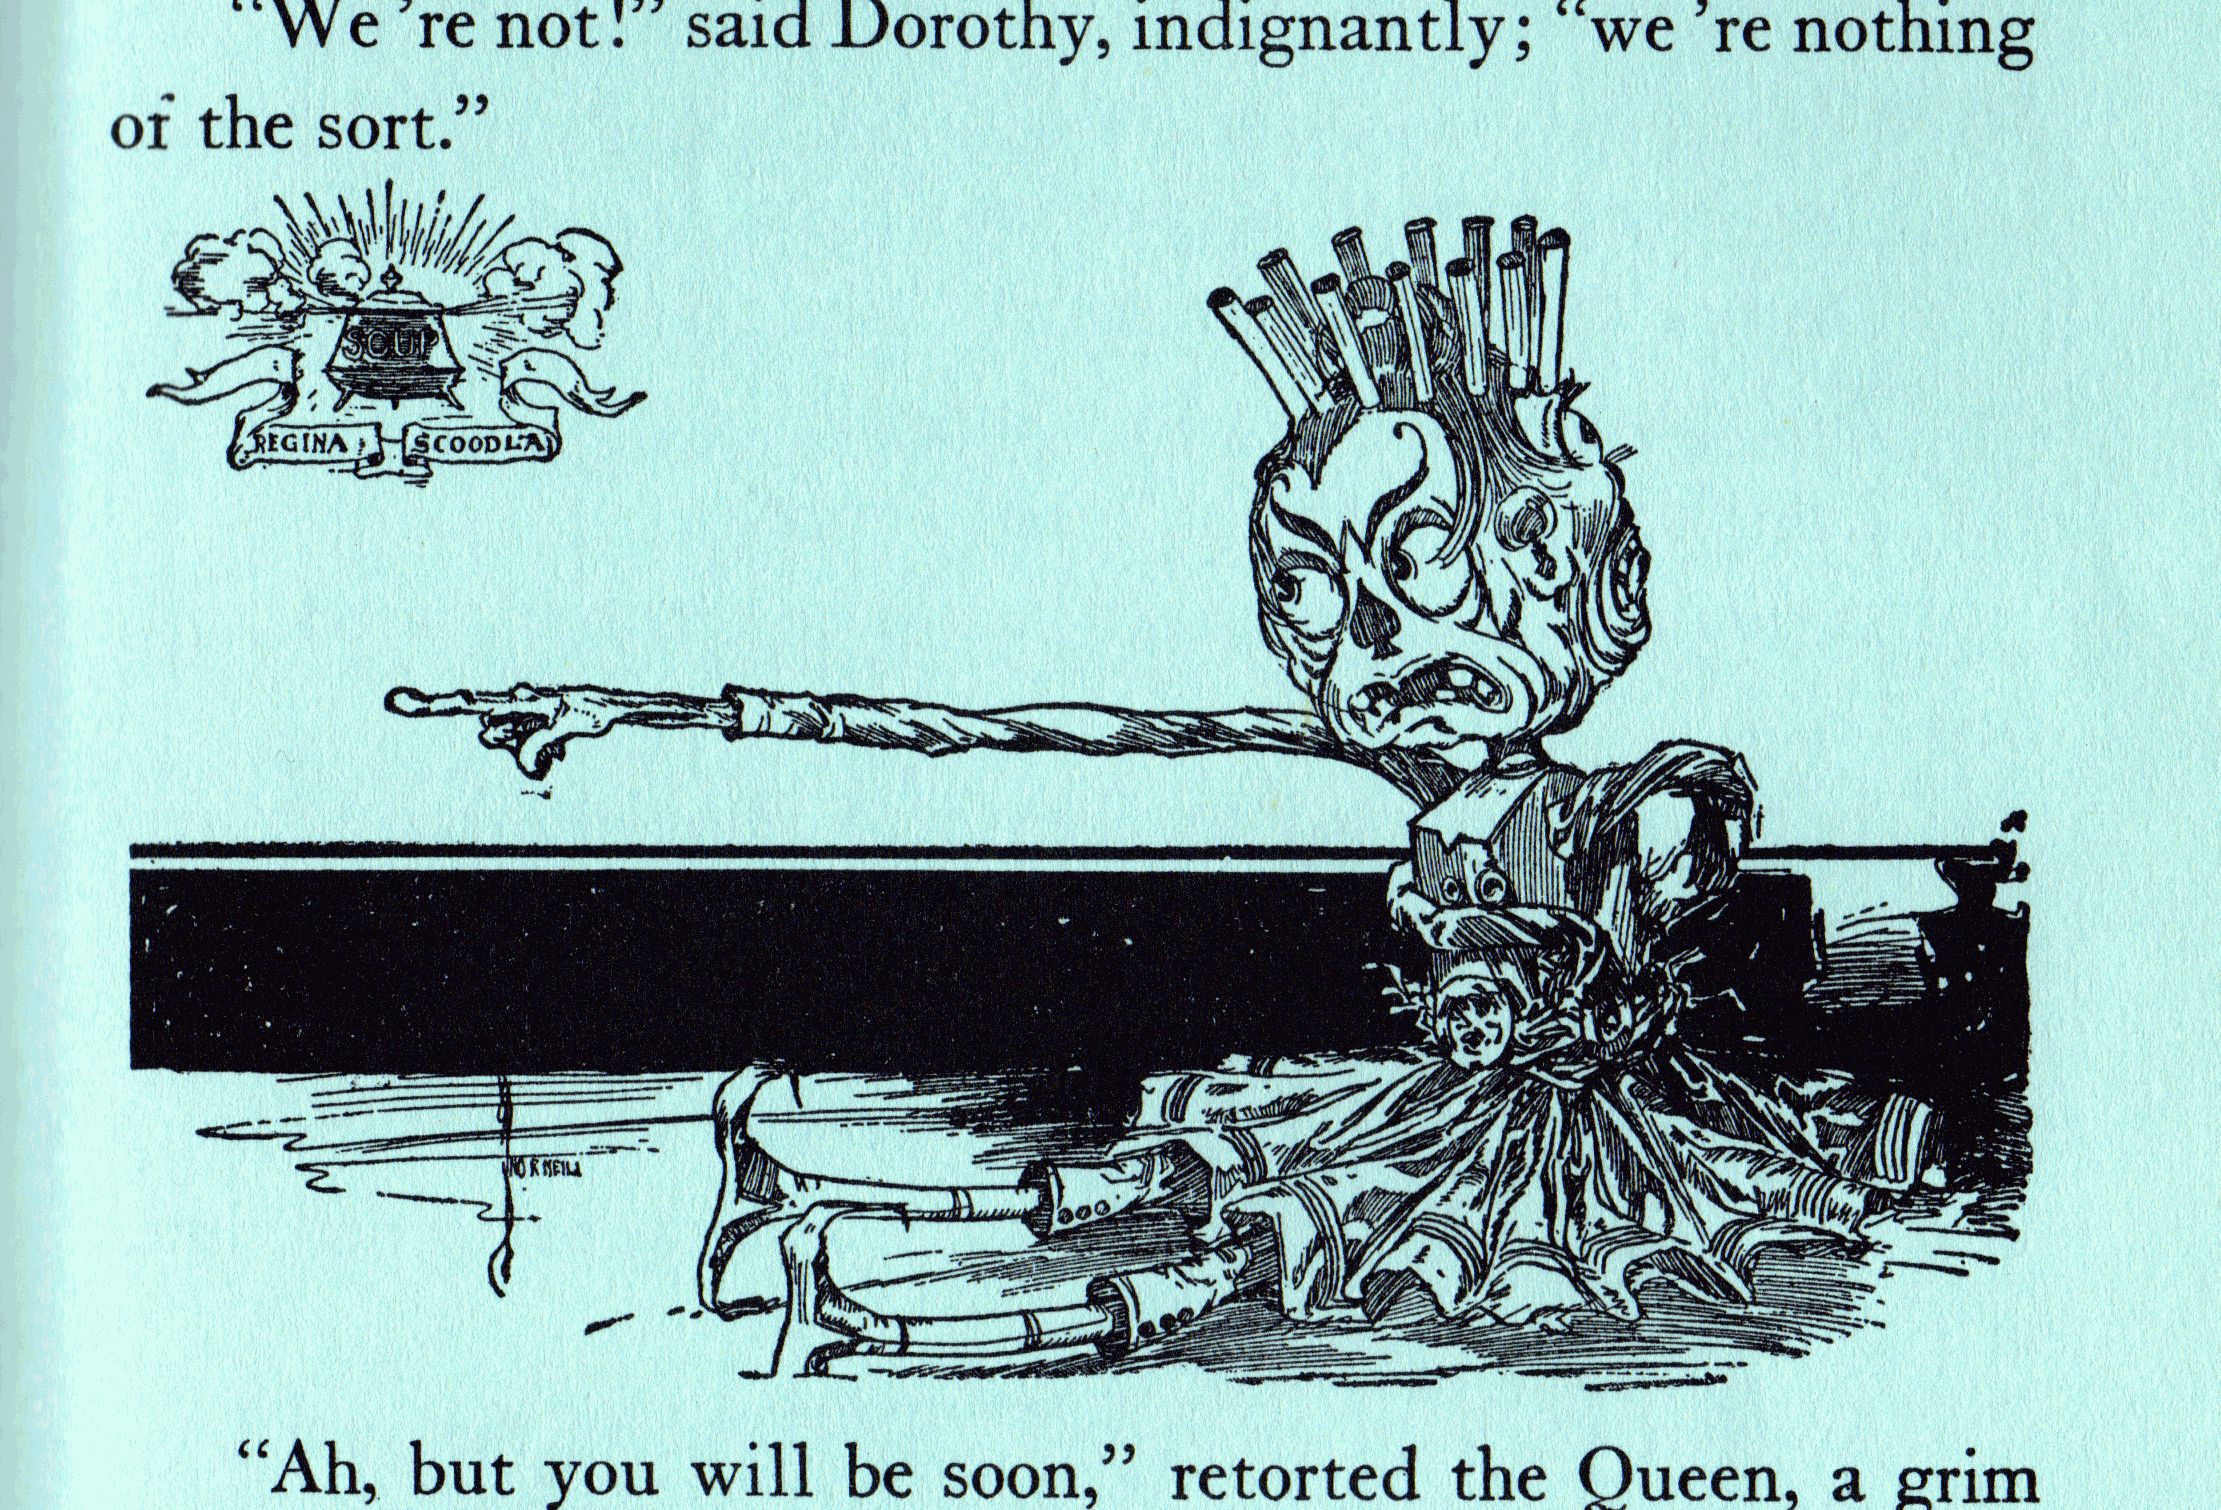 “We ’re not!” said Dorothy, indignantly; “we ’re nothing
of the sort.”
SOUP
REGINA SCOODLA
“Ah, but you will be soon,” retorted the Queen, a grim